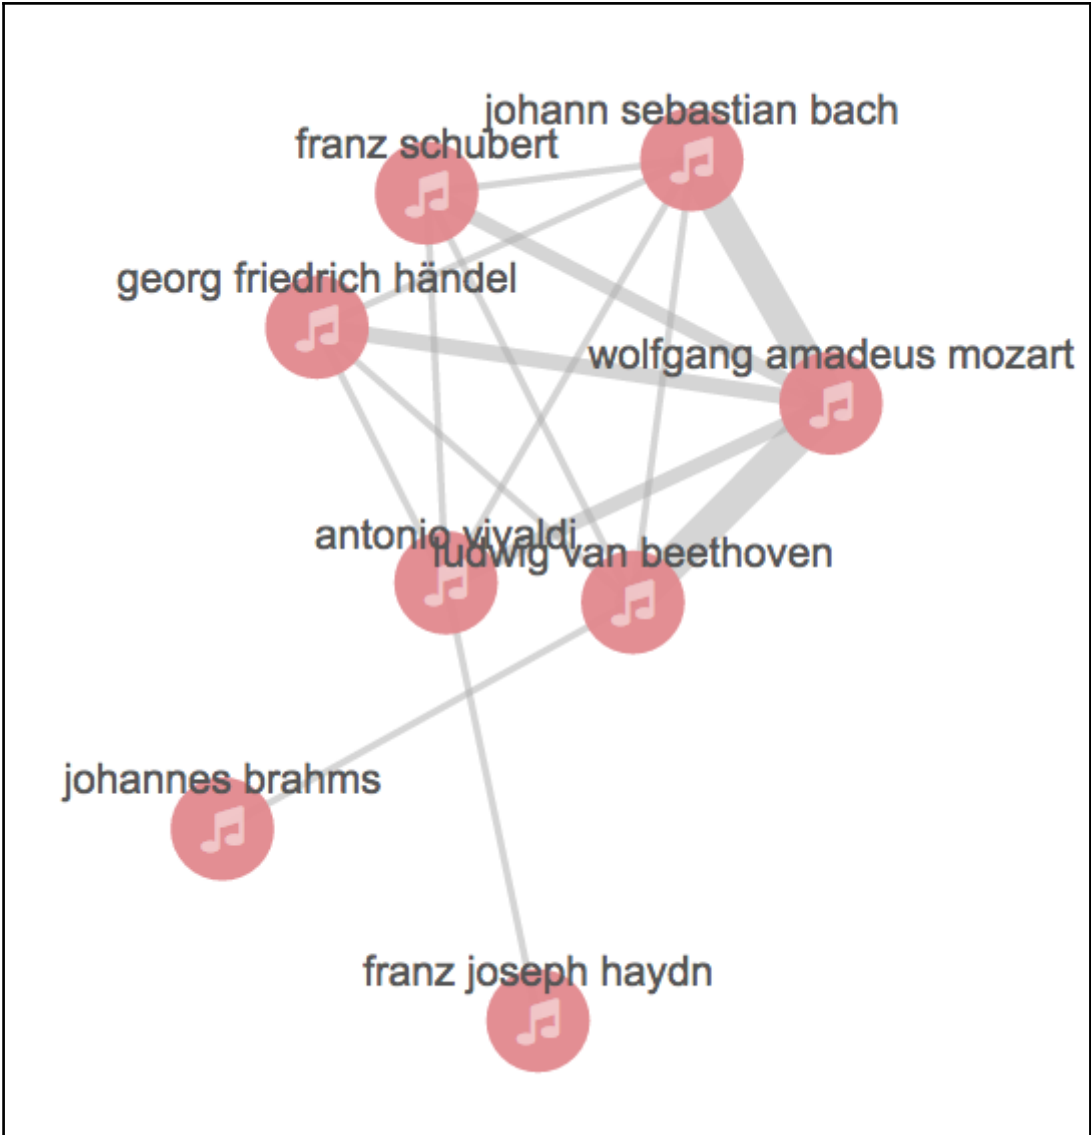 johann sebastian bach
franz schubert
georg friedrich händel
wolfgang amadeus mozart
antonio vivaldi
ludwig van beethoven
johannes brahms
franz joseph haydn